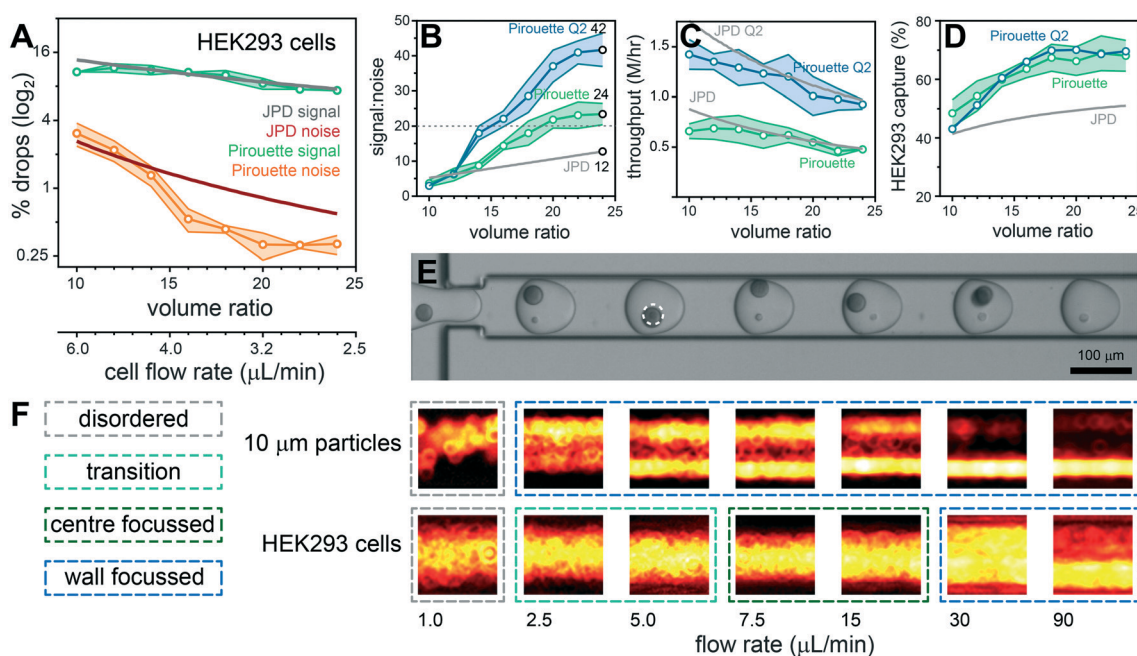 A
HEK293 cells
16
4
1
0.25
% drops (log2)
JPD signal
JPD noise
Pirouette signal
Pirouette noise
10
15
20
25
volume ratio
6.0
4.0
3.2
2.5
cell flow rate (μL/min)
B
Pirouette Q2 42
Pirouette 24
JPD 12
50
40
30
20
10
0
signal:noise
10
15
20
25
volume ratio
C
JPD Q2
Pirouette Q2
JPD
Pirouette
1.5
1.0
0.5
throughput (M/hr)
10
15
20
25
volume ratio
D
Pirouette Q2
Pirouette
JPD
80
60
40
20
HEK293 capture (%)
10
15
20
25
volume ratio
E
100 μm
F
disordered
transition
centre focussed
wall focussed
10 μm particles
HEK293 cells
1.0
2.5
5.0
7.5
15
30
90
flow rate (μL/min)